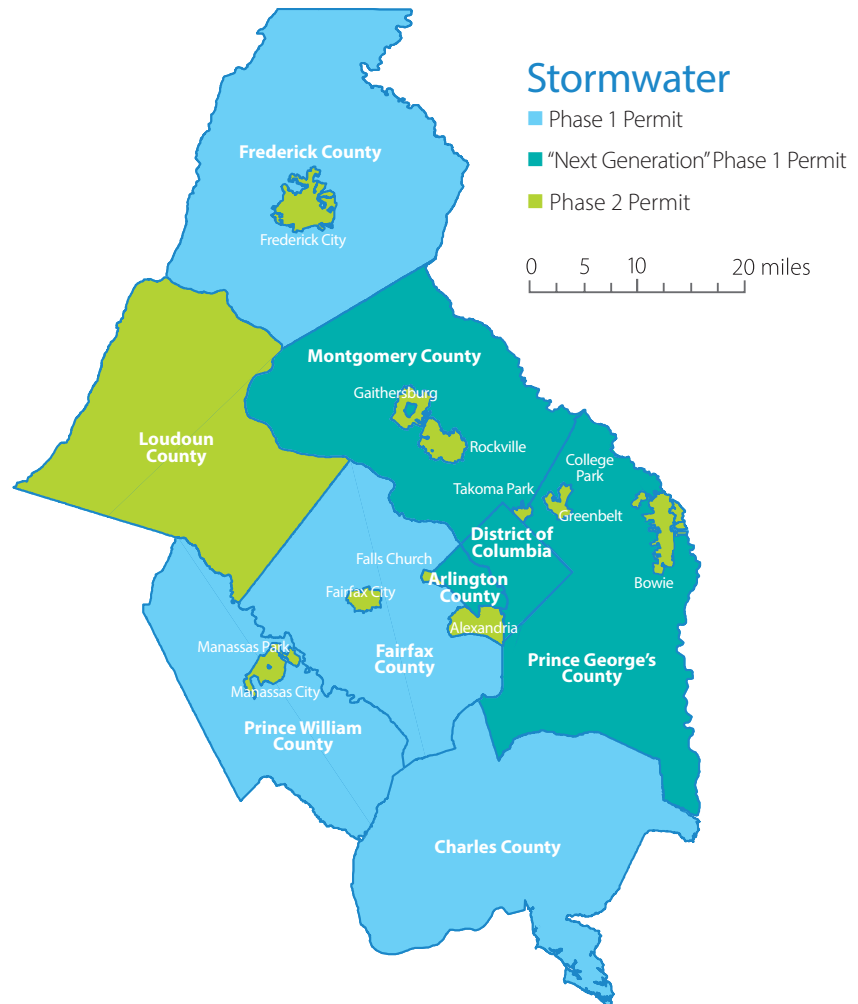 Stormwater
Phase 1 Permit
“Next Generation” Phase 1 Permit
Phase 2 Permit
0 5 10 20 miles
Frederick County
Frederick City
Montgomery County
Gaithersburg
Rockville
Loudoun
County
College
Park
Takoma Park
Greenbelt
District of
Columbia
Falls Church
Arlington
County
Bowie
Fairfax City
Alexandria
Manassas Park
Fairfax
County
Prince George’s
County
Manassas City
Prince William
County
Charles County